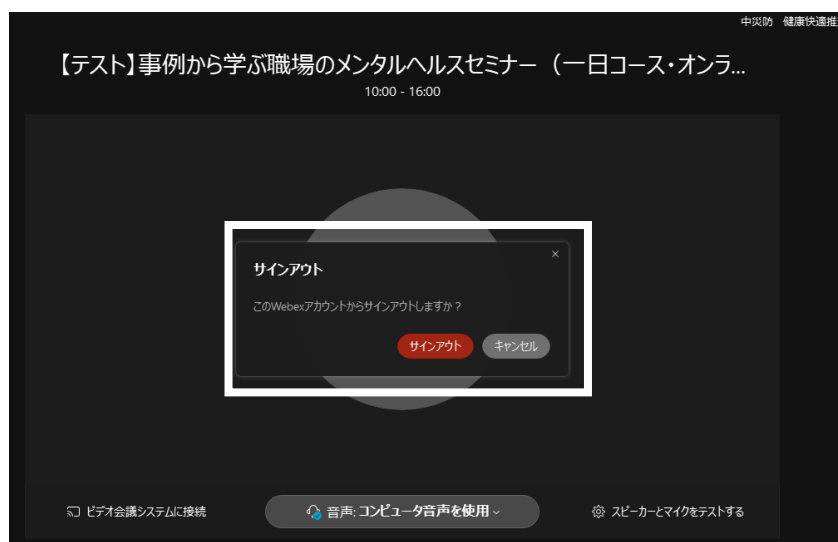 中災防 健康快適推
【テスト】事例から学ぶ職場のメンタルヘルスセミナー（一日コース・オンラ...
10:00 - 16:00
サインアウト
×
このWebexアカウントからサインアウトしますか？
サインアウト キャンセル
ビデオ会議システムに接続 音声: コンピュータ音声を使用 スピーカーとマイクをテストする